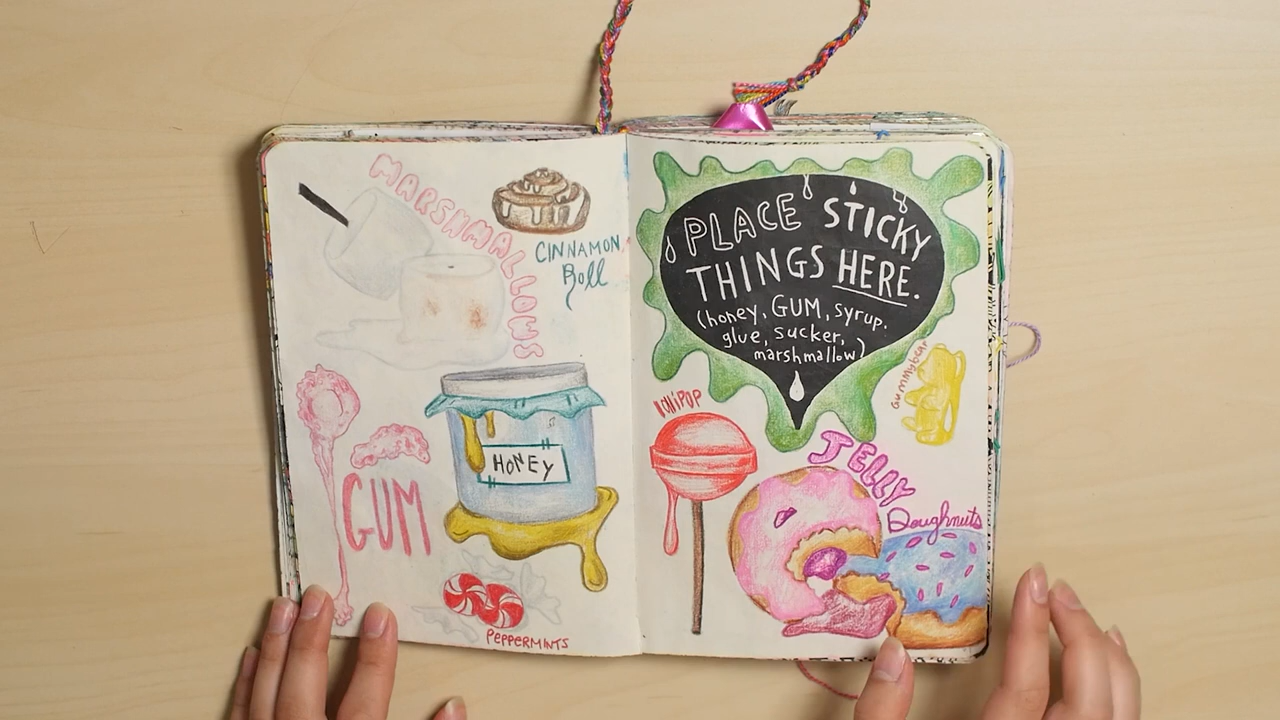 MARSHMALLOWS
CINNAMON
Roll
GUM
HONEY
PEPPERMINTS
PLACE STICKY
THINGS HERE.
(honey, GUM, syrup.
glue, sucker,
marshmallow)
lolliPOP
Gummybear
JELLY
Doughnuts